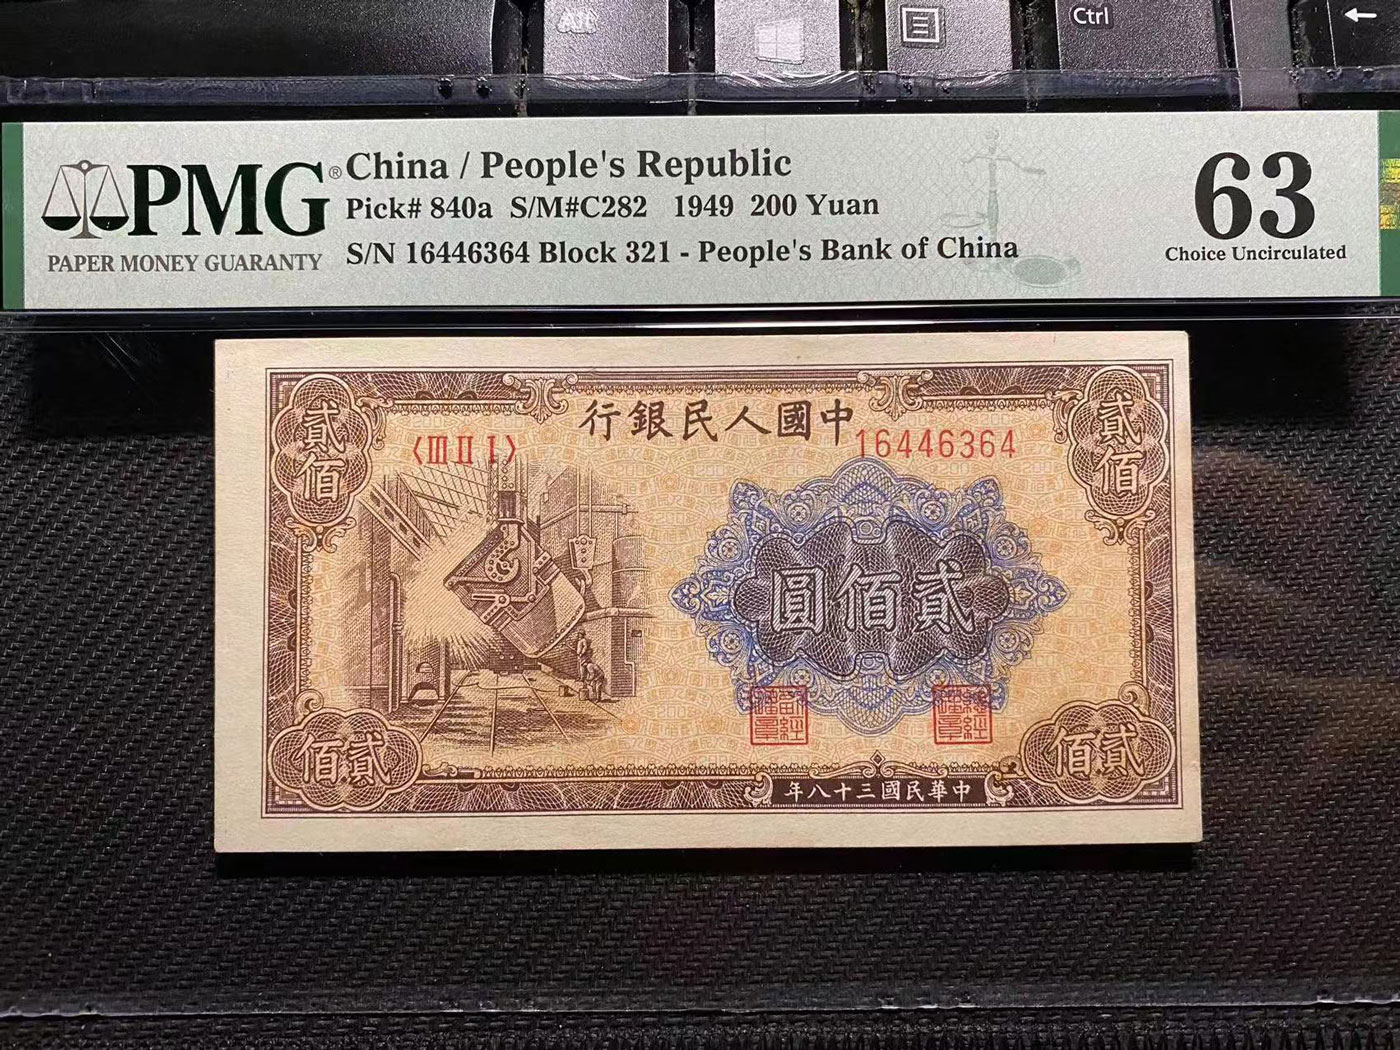 Alt
Ctrl
PMG®
PAPER MONEY GUARANTY
China / People's Republic
Pick# 840a S/M#C282 1949 200 Yuan
S/N 16446364 Block 321 - People's Bank of China
63
Choice Uncirculated
中國人民銀行
貳佰
貳佰
〈III II I〉
16446364
貳佰圓
貳佰
貳佰
中華民國三十八年